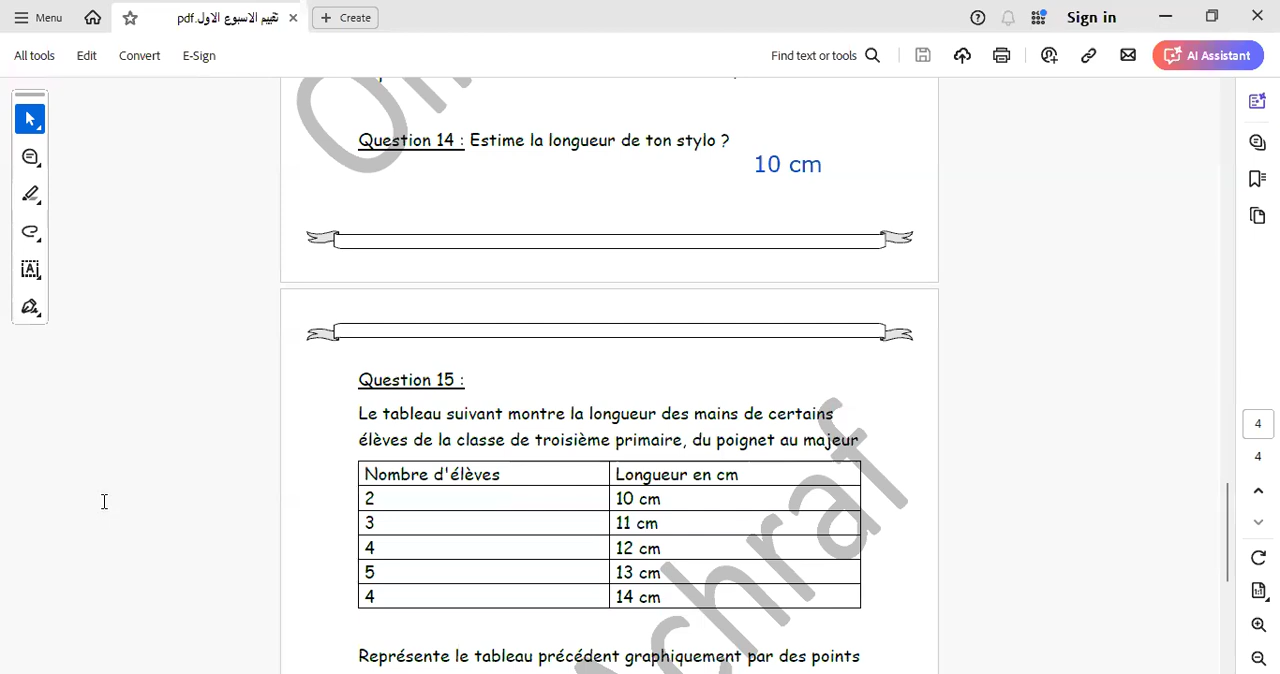 Menu
تقييم الاسبوع الاول.pdf
Create
Sign in
All tools
Edit
Convert
E-Sign
Find text or tools
AI Assistant
Question 14 : Estime la longueur de ton stylo ?
10 cm
Question 15 :
Le tableau suivant montre la longueur des mains de certains
élèves de la classe de troisième primaire, du poignet au majeur
Nombre d'élèves Longueur en cm
2 10 cm
3 11 cm
4 12 cm
5 13 cm
4 14 cm
Représente le tableau précédent graphiquement par des points
4
4